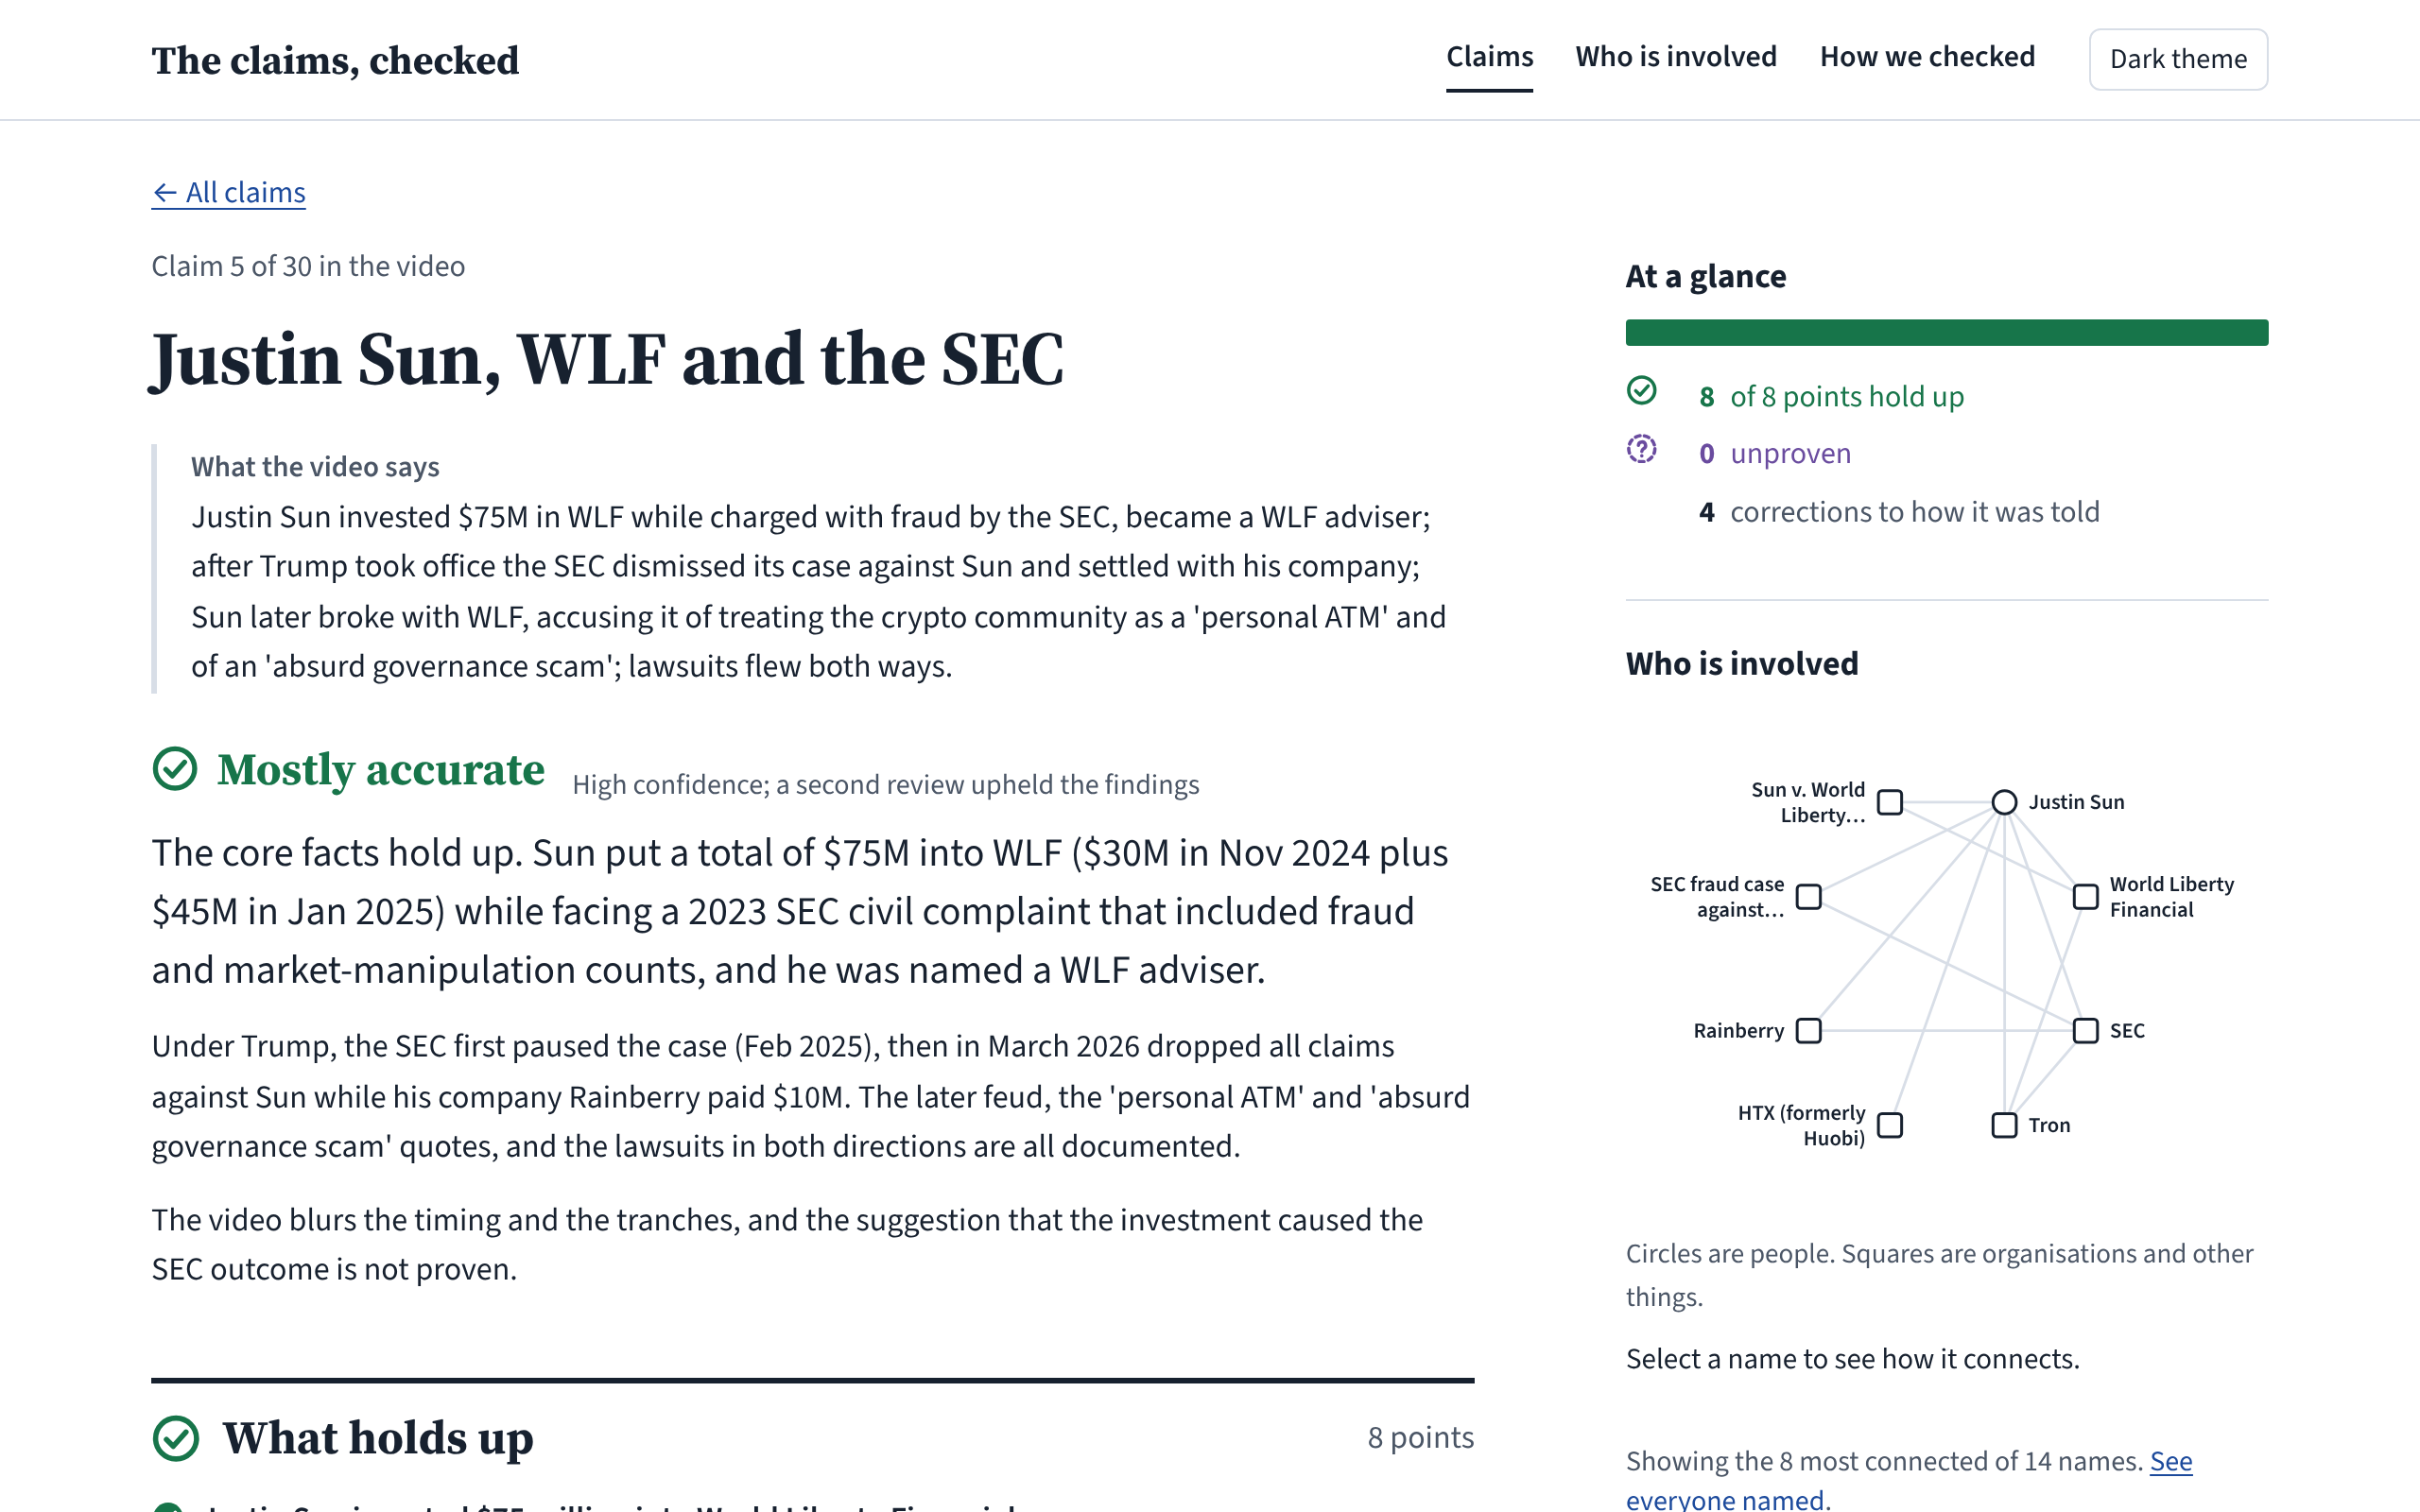 The claims, checked
Claims
Who is involved
How we checked
Dark theme
← All claims
Claim 5 of 30 in the video
Justin Sun, WLF and the SEC
What the video says
Justin Sun invested $75M in WLF while charged with fraud by the SEC, became a WLF adviser;
after Trump took office the SEC dismissed its case against Sun and settled with his company;
Sun later broke with WLF, accusing it of treating the crypto community as a 'personal ATM' and
of an 'absurd governance scam'; lawsuits flew both ways.
Mostly accurate
High confidence; a second review upheld the findings
The core facts hold up. Sun put a total of $75M into WLF ($30M in Nov 2024 plus
$45M in Jan 2025) while facing a 2023 SEC civil complaint that included fraud
and market-manipulation counts, and he was named a WLF adviser.
Under Trump, the SEC first paused the case (Feb 2025), then in March 2026 dropped all claims
against Sun while his company Rainberry paid $10M. The later feud, the 'personal ATM' and 'absurd
governance scam' quotes, and the lawsuits in both directions are all documented.
The video blurs the timing and the tranches, and the suggestion that the investment caused the
SEC outcome is not proven.
What holds up
8 points
At a glance
8 of 8 points hold up
0 unproven
4 corrections to how it was told
Who is involved
Sun v. World
Liberty...
Justin Sun
SEC fraud case
against...
World Liberty
Financial
Rainberry
SEC
HTX (formerly
Huobi)
Tron
Circles are people. Squares are organisations and other
things.
Select a name to see how it connects.
Showing the 8 most connected of 14 names. See
everyone named.